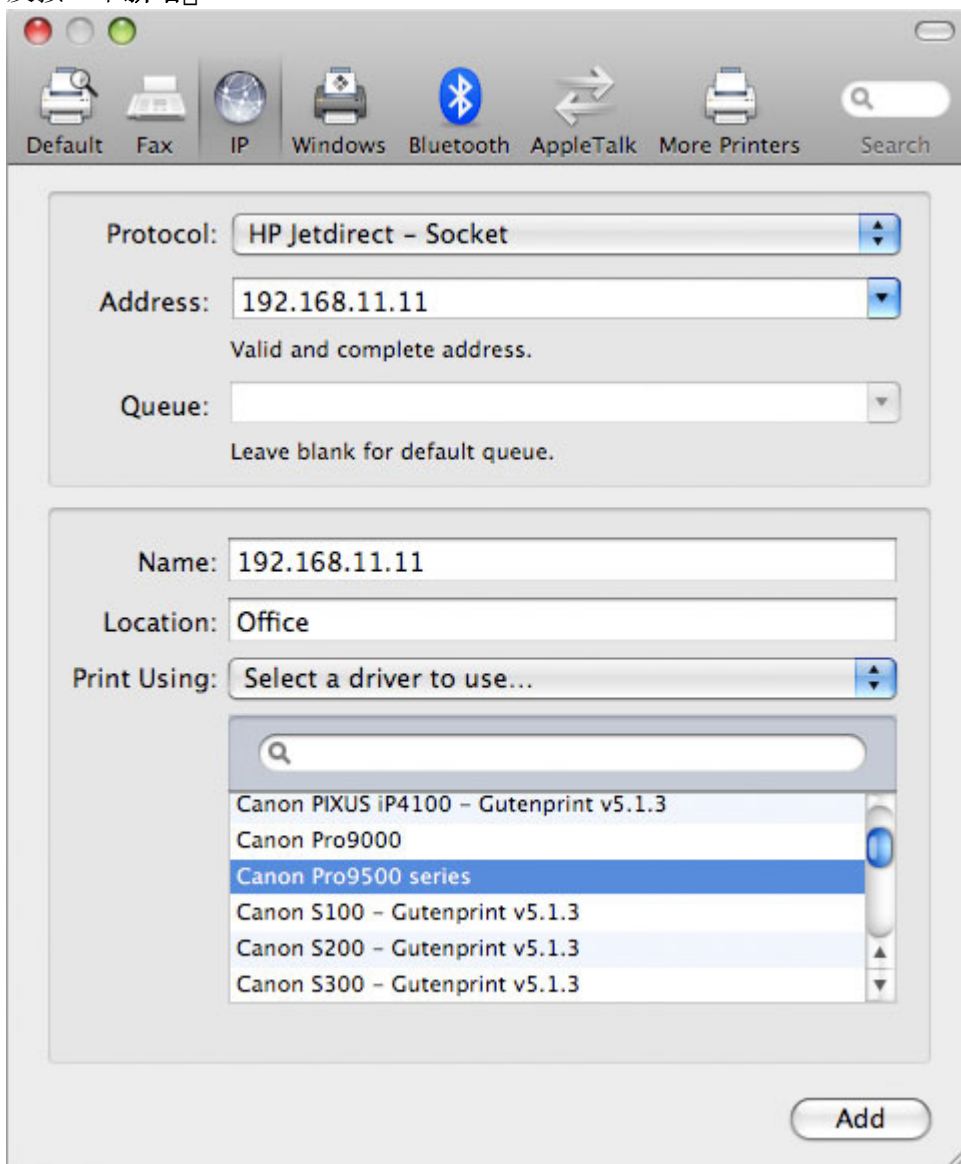 Default Fax IP Windows Bluetooth AppleTalk More Printers Search
Protocol: HP Jetdirect – Socket
Address: 192.168.11.11
Valid and complete address.
Queue:
Leave blank for default queue.
Name: 192.168.11.11
Location: Office
Print Using: Select a driver to use...
Canon PIXUS iP4100 – Gutenprint v5.1.3
Canon Pro9000
Canon Pro9500 series
Canon S100 – Gutenprint v5.1.3
Canon S200 – Gutenprint v5.1.3
Canon S300 – Gutenprint v5.1.3
Add